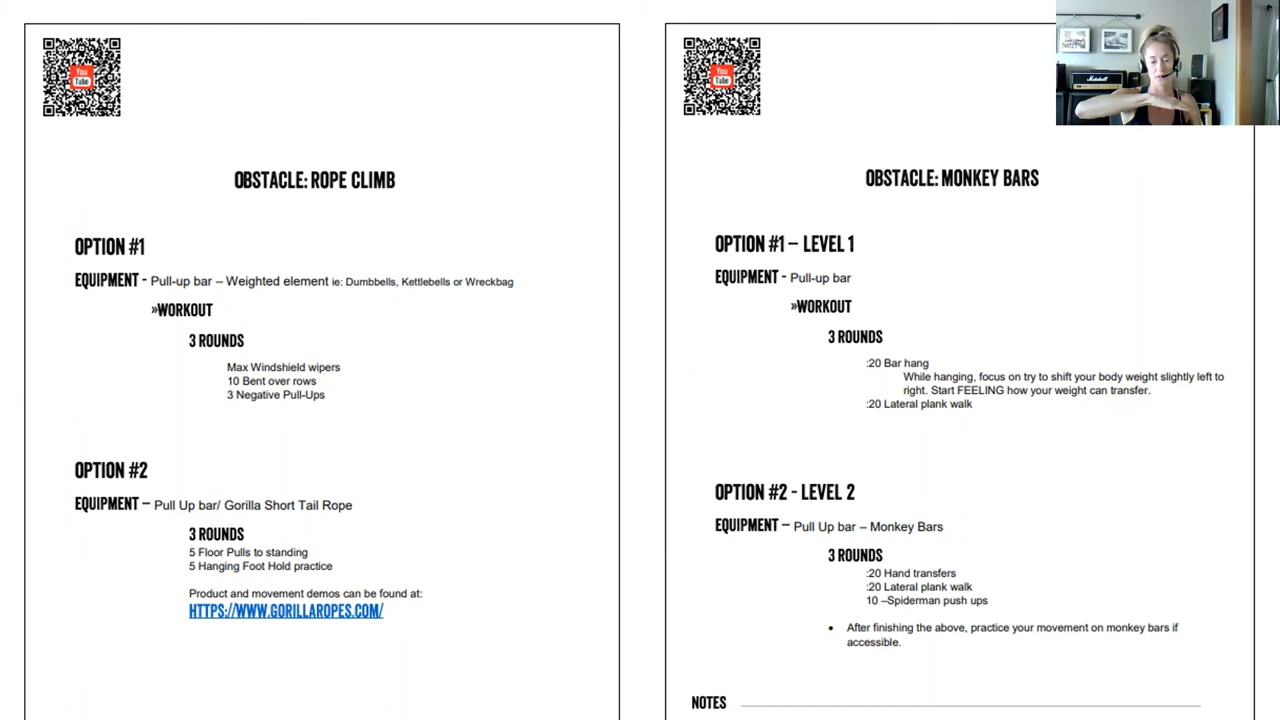 You
Tube
OBSTACLE: ROPE CLIMB
OPTION #1
EQUIPMENT - Pull-up bar – Weighted element ie: Dumbbells, Kettlebells or Wreckbag
»WORKOUT
3 ROUNDS
Max Windshield wipers
10 Bent over rows
3 Negative Pull-Ups
OPTION #2
EQUIPMENT – Pull Up bar/ Gorilla Short Tail Rope
3 ROUNDS
5 Floor Pulls to standing
5 Hanging Foot Hold practice
Product and movement demos can be found at:
HTTPS://WWW.GORILLAROPES.COM/
You
Tube
Marshall
OBSTACLE: MONKEY BARS
OPTION #1 – LEVEL 1
EQUIPMENT - Pull-up bar
»WORKOUT
3 ROUNDS
:20 Bar hang
While hanging, focus on try to shift your body weight slightly left to
right. Start FEELING how your weight can transfer.
:20 Lateral plank walk
OPTION #2 - LEVEL 2
EQUIPMENT – Pull Up bar – Monkey Bars
3 ROUNDS
:20 Hand transfers
:20 Lateral plank walk
10 –Spiderman push ups
• After finishing the above, practice your movement on monkey bars if
accessible.
NOTES